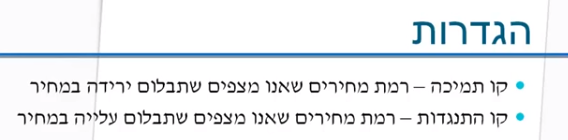 הגדרות
• קו תמיכה – רמת מחירים שאנו מצפים שתבלום ירידה במחיר
• קו התנגדות – רמת מחירים שאנו מצפים שתבלום עלייה במחיר